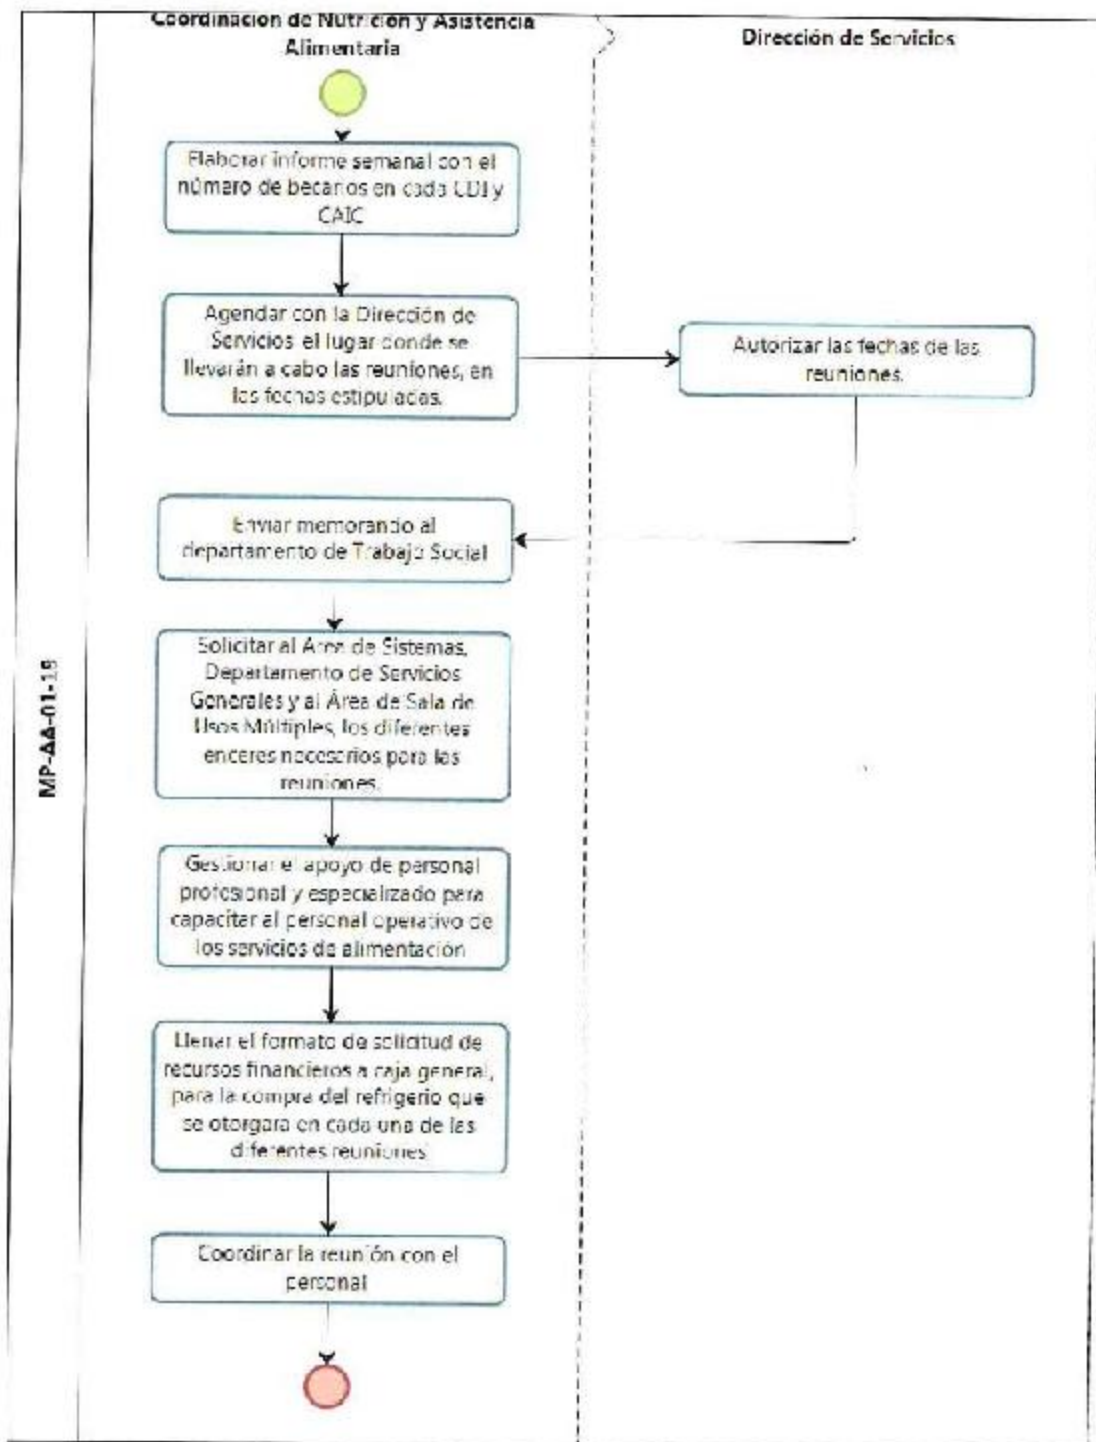 Coordinación de Nutrición y Asistencia
Alimentaria
Dirección de Servicios
Elaborar informe semanal con el
número de becarios en cada CDI y
CAIC
Agendar con la Dirección de
Servicios el lugar donde se
llevarán a cabo las reuniones, en
las fechas estipuladas.
Autorizar las fechas de las
reuniones.
Enviar memorando al
departamento de Trabajo Social
Solicitar al Area de Sistemas,
Departamento de Servicios
Generales y al Área de Sala de
Usos Múltiples, los diferentes
enceres necesarios para las
reuniones.
Gestionar el apoyo de personal
profesional y especializado para
capacitar al personal operativo de
los servicios de alimentación
Llenar el formato de solicitud de
recursos financieros a caja general,
para la compra del refrigerio que
se otorgara en cada una de las
diferentes reuniones
Coordinar la reunión con el
personal